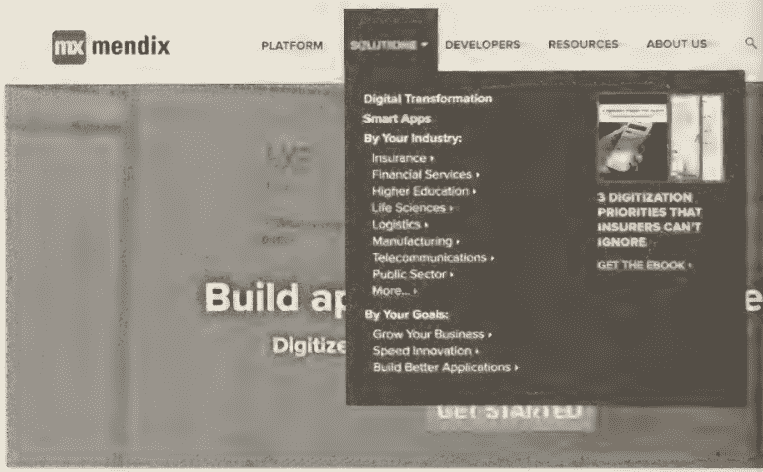 mx mendix
PLATFORM SOLUTIONS DEVELOPERS RESOURCES ABOUT US
Digital Transformation
Smart Apps
By Your Industry:
Insurance ›
Financial Services ›
Higher Education ›
Life Sciences ›
Logistics ›
Manufacturing ›
Telecommunications ›
Public Sector ›
More... ›
By Your Goals:
Grow Your Business ›
Speed Innovation ›
Build Better Applications ›
3 DIGITIZATION
PRIORITIES THAT
INSURERS CAN'T
IGNORE
GET THE EBOOK ›
Build ap
e
Digitize
GET STARTED